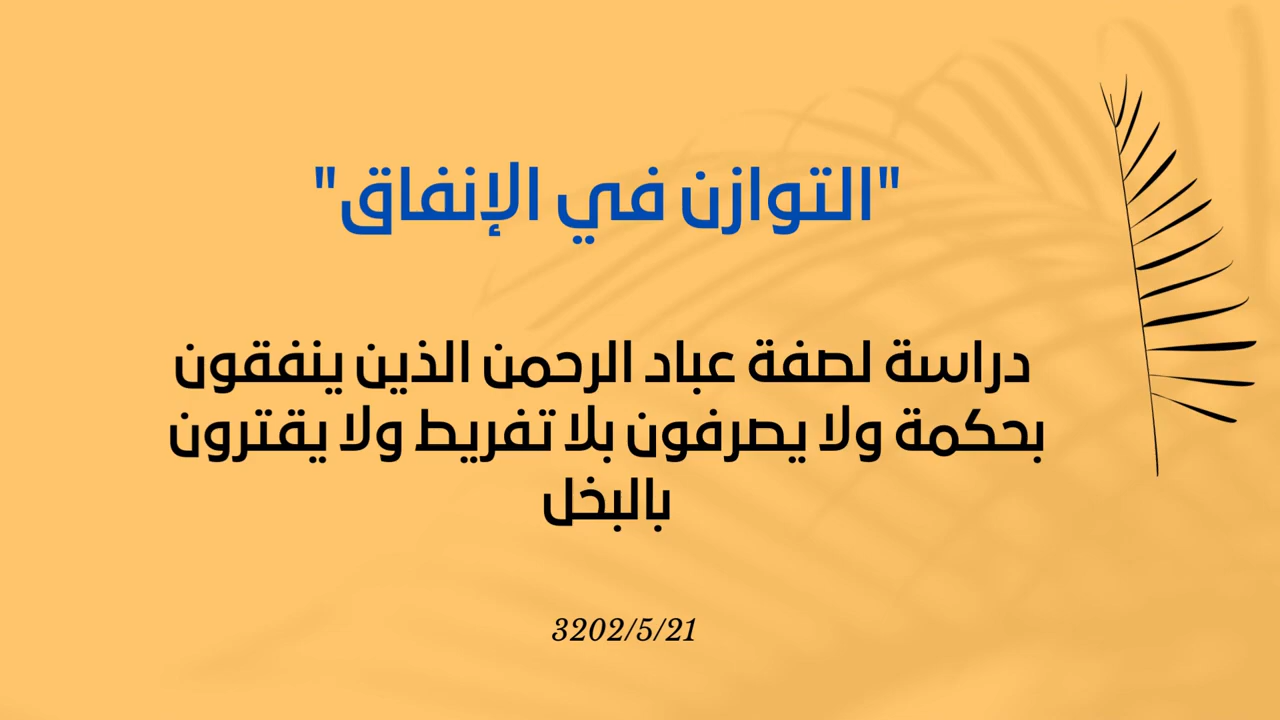 "التوازن في الإنفاق"
دراسة لصفة عباد الرحمن الذين ينفقون
بحكمة ولا يصرفون بلا تفريط ولا يقترون
بالبخل
3202/5/21